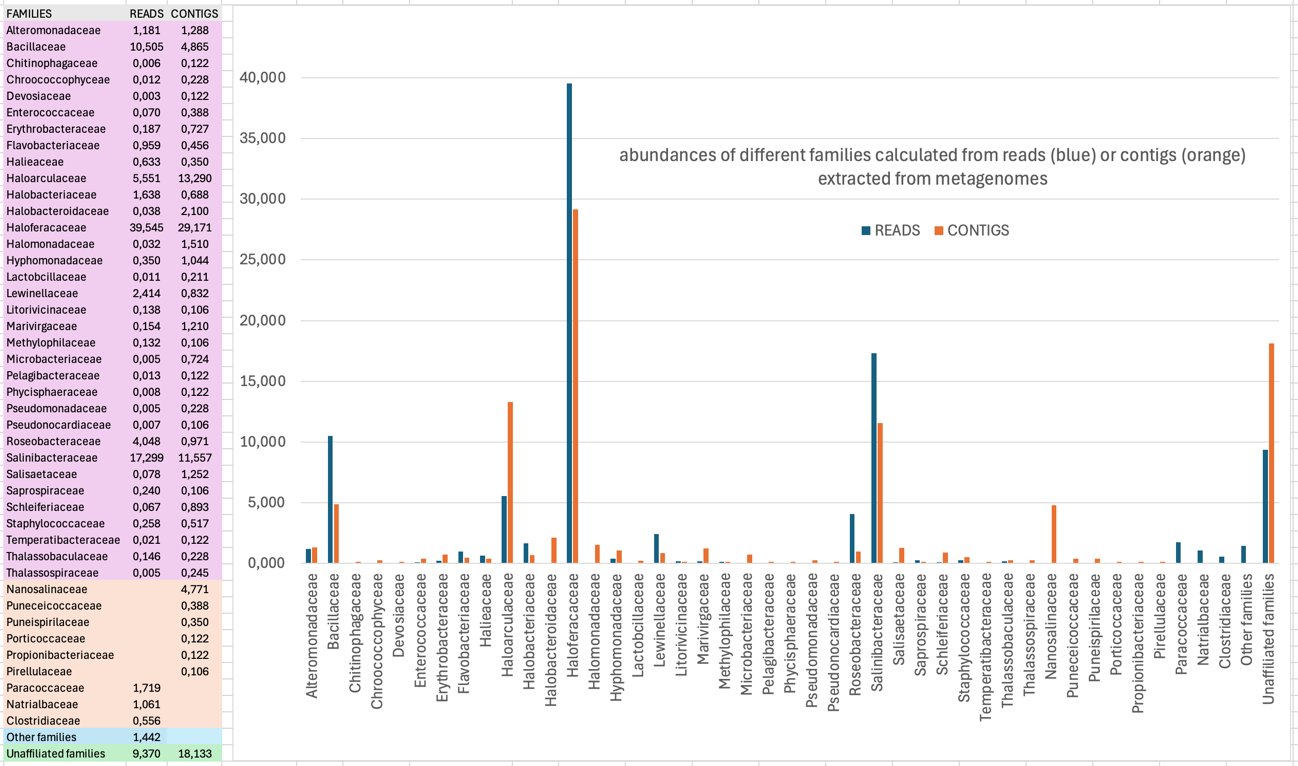 FAMILIES READS CONTIGS
Alteromonadaceae 1,181 1,288
Bacillaceae 10,505 4,865
Chitinophagaceae 0,006 0,122
Chroococcophyceae 0,012 0,228
Devosiaceae 0,003 0,122
Enterococcaceae 0,070 0,388
Erythrobacteraceae 0,187 0,727
Flavobacteriaceae 0,959 0,456
Halieaceae 0,633 0,350
Haloarculaceae 5,551 13,290
Halobacteriaceae 1,638 0,688
Halobacteroidaceae 0,038 2,100
Haloferacaceae 39,545 29,171
Halomonadaceae 0,032 1,510
Hyphomonadaceae 0,350 1,044
Lactobcillaceae 0,011 0,211
Lewinellaceae 2,414 0,832
Litorivicinaceae 0,138 0,106
Marivirgaceae 0,154 1,210
Methylophilaceae 0,132 0,106
Microbacteriaceae 0,005 0,724
Pelagibacteraceae 0,013 0,122
Phycisphaeraceae 0,008 0,122
Pseudomonadaceae 0,005 0,228
Pseudonocardiaceae 0,007 0,106
Roseobacteraceae 4,048 0,971
Salinibacteraceae 17,299 11,557
Salisaetaceae 0,078 1,252
Saprospiraceae 0,240 0,106
Schleiferiaceae 0,067 0,893
Staphylococcaceae 0,258 0,517
Temperatibacteraceae 0,021 0,122
Thalassobaculaceae 0,146 0,228
Thalassospiraceae 0,005 0,245
Nanosalinaceae 4,771
Puneceicoccaceae 0,388
Puneispirilaceae 0,350
Porticoccaceae 0,122
Propionibacteriaceae 0,122
Pirellulaceae 0,106
Paracoccaceae 1,719
Natrialbaceae 1,061
Clostridiaceae 0,556
Other families 1,442
Unaffiliated families 9,370 18,133
40,000
35,000
30,000
25,000
20,000
15,000
10,000
5,000
0,000
abundances of different families calculated from reads (blue) or contigs (orange)
extracted from metagenomes
READS CONTIGS
Alteromonadaceae
Bacillaceae
Chitinophagaceae
Chroococcophyceae
Devosiaceae
Enterococcaceae
Erythrobacteraceae
Flavobacteriaceae
Halieaceae
Haloarculaceae
Halobacteriaceae
Halobacteroidaceae
Haloferacaceae
Halomonadaceae
Hyphomonadaceae
Lactobcillaceae
Lewinellaceae
Litorivicinaceae
Marivirgaceae
Methylophilaceae
Microbacteriaceae
Pelagibacteraceae
Phycisphaeraceae
Pseudomonadaceae
Pseudonocardiaceae
Roseobacteraceae
Salinibacteraceae
Salisaetaceae
Saprospiraceae
Schleiferiaceae
Staphylococcaceae
Temperatibacteraceae
Thalassobaculaceae
Thalassospiraceae
Nanosalinaceae
Puneceicoccaceae
Puneispirilaceae
Porticoccaceae
Propionibacteriaceae
Pirellulaceae
Paracoccaceae
Natrialbaceae
Clostridiaceae
Other families
Unaffiliated families